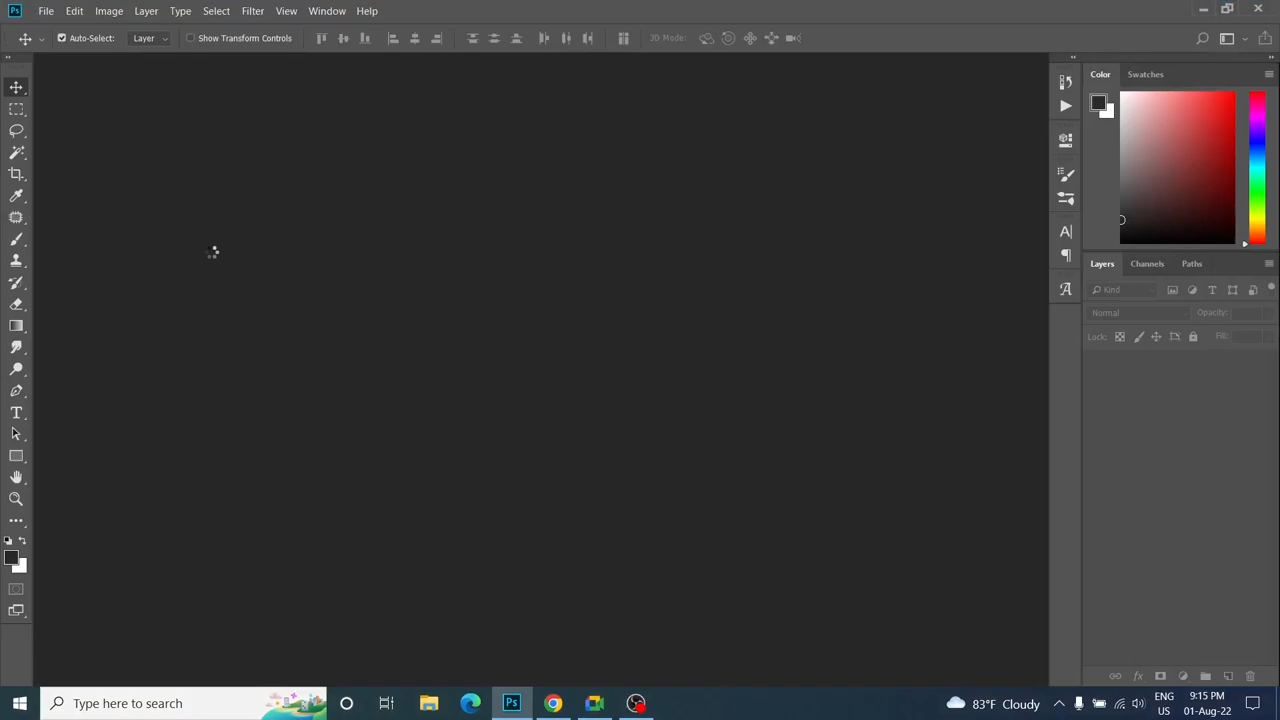 Ps File Edit Image Layer Type Select Filter View Window Help
Auto-Select: Layer Show Transform Controls 3D Mode:
Color Swatches
Layers Channels Paths
Kind
Normal Opacity:
Lock: Fill:
Type here to search
Ps
83°F Cloudy
ENG
US
9:15 PM
01-Aug-22